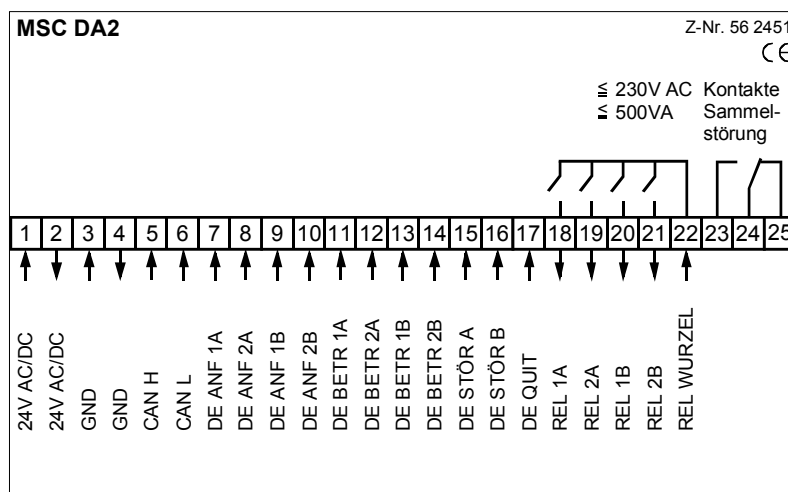 MSC DA2
Z-Nr. 56 2451
CE
≦ 230V AC Kontakte
≦ 500VA Sammel-
störung
1 2 3 4 5 6 7 8 9 10 11 12 13 14 15 16 17 18 19 20 21 22 23 24 25
24V AC/DC
24V AC/DC
GND
GND
CAN H
CAN L
DE ANF 1A
DE ANF 2A
DE ANF 1B
DE ANF 2B
DE BETR 1A
DE BETR 2A
DE BETR 1B
DE BETR 2B
DE STÖR A
DE STÖR B
DE QUIT
REL 1A
REL 2A
REL 1B
REL 2B
REL WURZEL